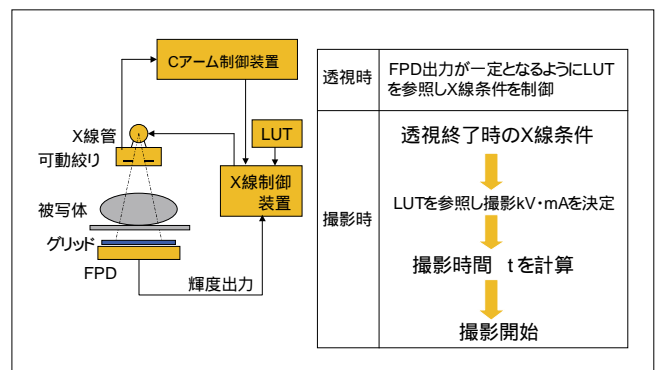 Cアーム制御装置
X線管
可動絞り
LUT
X線制御
装置
被写体
グリッド
FPD
輝度出力
透視時
FPD出力が一定となるようにLUT
を参照しX線条件を制御
撮影時
透視終了時のX線条件
LUTを参照し撮影kV・mAを決定
撮影時間 tを計算
撮影開始